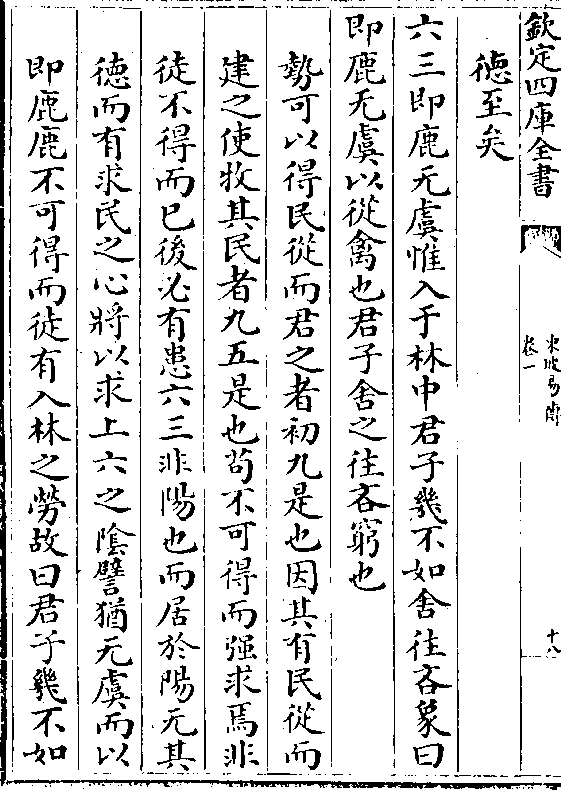 欽定四庫全書
東坡易傳
卷一
十八
徳至矣
六三即鹿无虞惟入于林中君子幾不如舍往吝象曰
即鹿无虞以從禽也君子舍之往吝窮也
勢可以得民從而君之者初九是也因其有民從而
建之使牧其民者九五是也茍不可得而强求焉非
徒不得而已後必有患六三非陽也而居於陽无其
徳而有求民之心將以求上六之隂譬猶无虞而以
即鹿鹿不可得而徒有入林之勞故曰君子幾不如